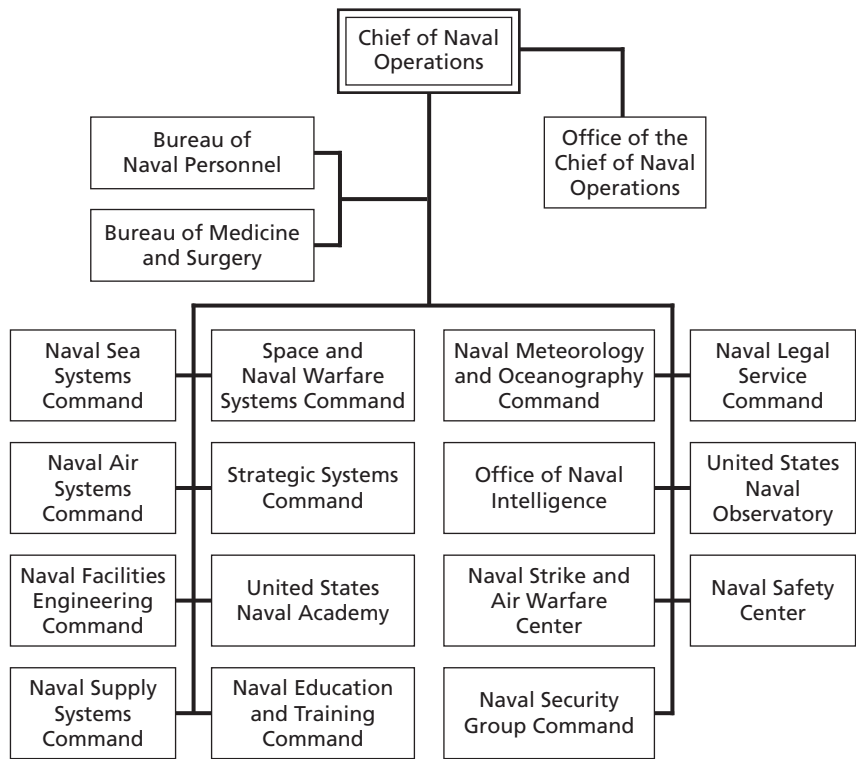 Chief of Naval
Operations
Bureau of
Naval Personnel
Office of the
Chief of Naval
Operations
Bureau of Medicine
and Surgery
Naval Sea
Systems
Command
Space and
Naval Warfare
Systems Command
Naval Meteorology
and Oceanography
Command
Naval Legal
Service
Command
Naval Air
Systems
Command
Strategic Systems
Command
Office of Naval
Intelligence
United States
Naval
Observatory
Naval Facilities
Engineering
Command
United States
Naval Academy
Naval Strike and
Air Warfare
Center
Naval Safety
Center
Naval Supply
Systems
Command
Naval Education
and Training
Command
Naval Security
Group Command